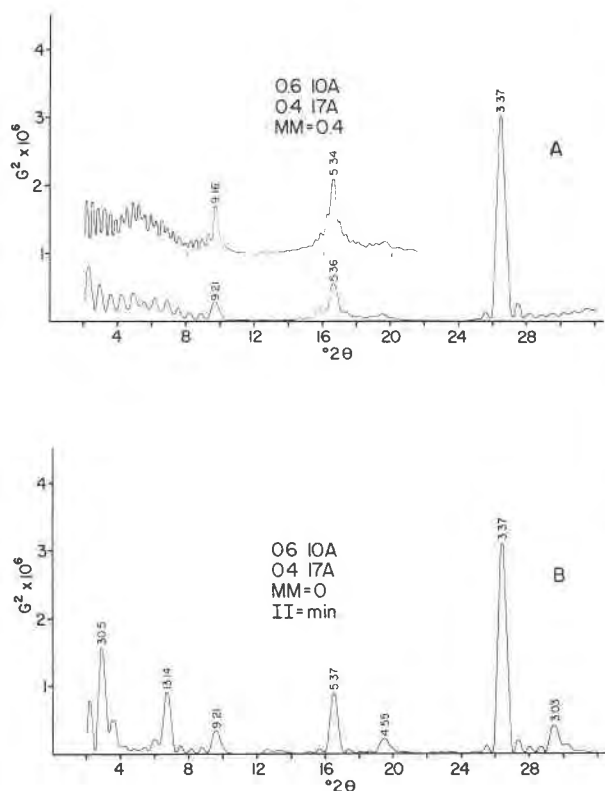 4
3
2
1
G² x 10⁶
0.6 10A
0.4 17A
MM=0.4
A
9.16
5.34
3.37
9.21
5.36
4 8 12 16 20 24 28
°2θ
4
3
2
1
G² x 10⁶
0.6 10A
0.4 17A
MM=0
II=min
B
30.5
13.14
9.21
5.37
4.55
3.37
3.03
4 8 12 16 20 24 28
°2θ